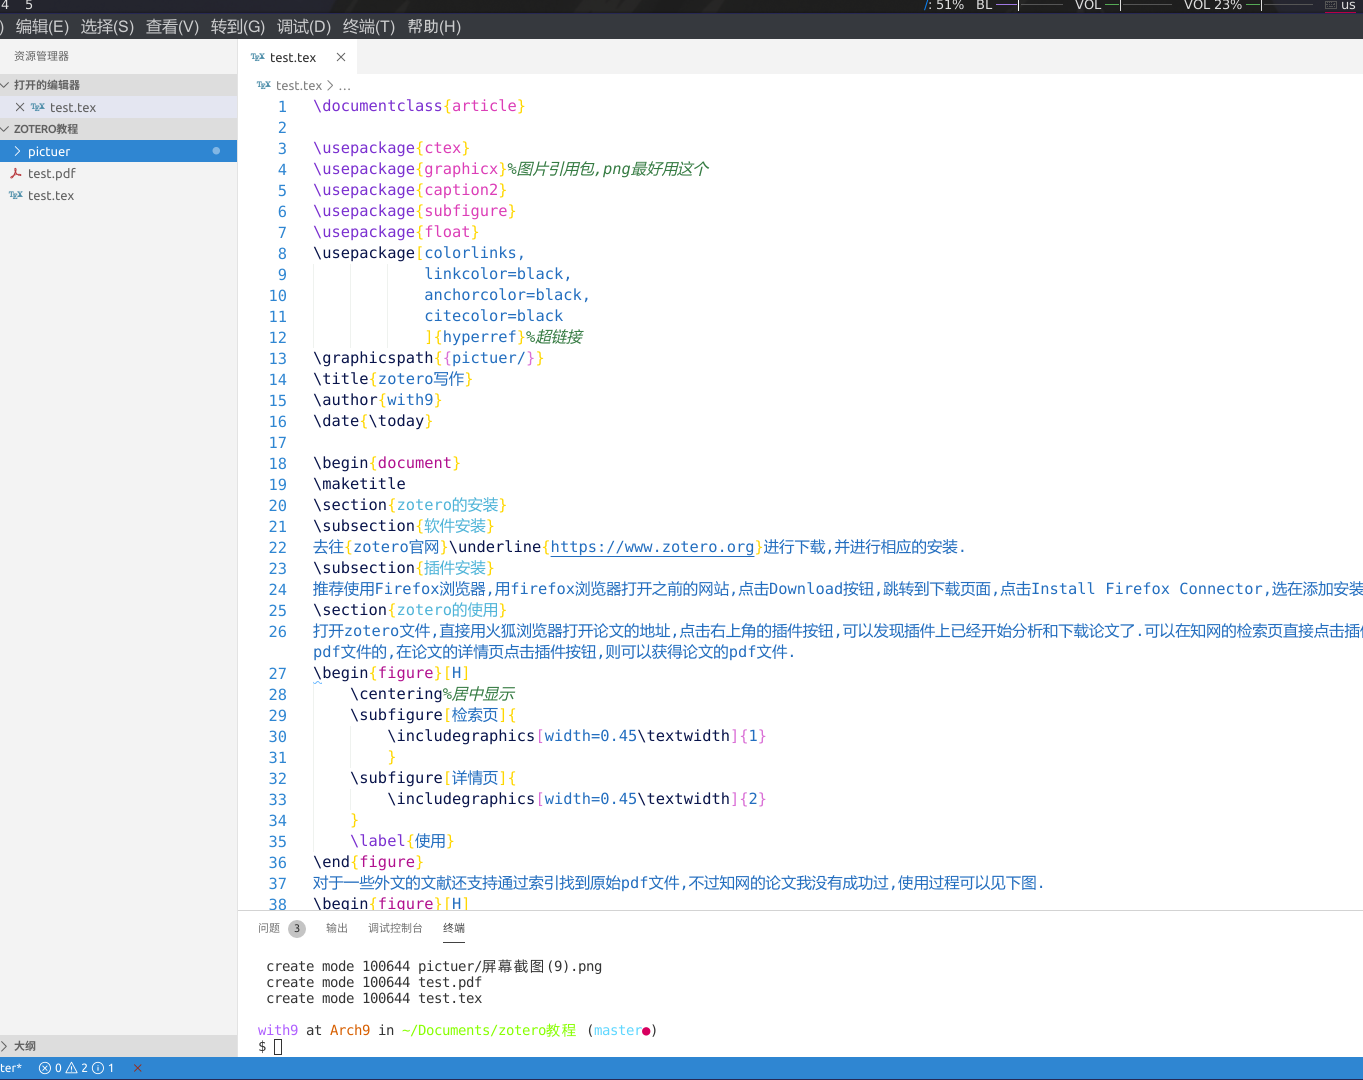 4 5 /: 51% BL VOL VOL 23% us
) 编辑(E) 选择(S) 查看(V) 转到(G) 调试(D) 终端(T) 帮助(H)
资源管理器
打开的编辑器
test.tex
ZOTERO教程
pictuer
test.pdf
test.tex
大纲
test.tex
test.tex > ...
1 \documentclass{article}
2
3 \usepackage{ctex}
4 \usepackage{graphicx}%图片引用包,png最好用这个
5 \usepackage{caption2}
6 \usepackage{subfigure}
7 \usepackage{float}
8 \usepackage[colorlinks,
9 linkcolor=black,
10 anchorcolor=black,
11 citecolor=black
12 ]{hyperref}%超链接
13 \graphicspath{{pictuer/}}
14 \title{zotero写作}
15 \author{with9}
16 \date{\today}
17
18 \begin{document}
19 \maketitle
20 \section{zotero的安装}
21 \subsection{软件安装}
22 去往{zotero官网}\underline{https://www.zotero.org}进行下载,并进行相应的安装.
23 \subsection{插件安装}
24 推荐使用Firefox浏览器,用firefox浏览器打开之前的网站,点击Download按钮,跳转到下载页面,点击Install Firefox Connector,选在添加安装
25 \section{zotero的使用}
26 打开zotero文件,直接用火狐浏览器打开论文的地址,点击右上角的插件按钮,可以发现插件上已经开始分析和下载论文了.可以在知网的检索页直接点击插
pdf文件的,在论文的详情页点击插件按钮,则可以获得论文的pdf文件.
27 \begin{figure}[H]
28 \centering%居中显示
29 \subfigure[检索页]{
30 \includegraphics[width=0.45\textwidth]{1}
31 }
32 \subfigure[详情页]{
33 \includegraphics[width=0.45\textwidth]{2}
34 }
35 \label{使用}
36 \end{figure}
37 对于一些外文的文献还支持通过索引找到原始pdf文件,不过知网的论文我没有成功过,使用过程可以见下图.
38 \begin{figure}[H]
问题 3 输出 调试控制台 终端
create mode 100644 pictuer/屏幕截图(9).png
create mode 100644 test.pdf
create mode 100644 test.tex
with9 at Arch9 in ~/Documents/zotero教程 (master●)
$
ter* 0 2 1